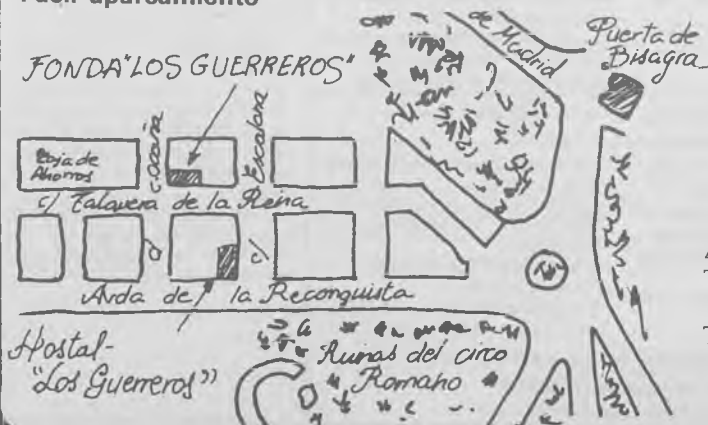 Fácil aparcamiento
FONDA "LOS GUERREROS"
de Madrid
Puerta de
Bisagra
Caja de
Ahorros
c. Ocaña
Escalona
c/ Talavera de la Reina
c/
c/
Avda de la Reconquista
Hostal-
"Los Guerreros"
Ruinas del circo
Romano